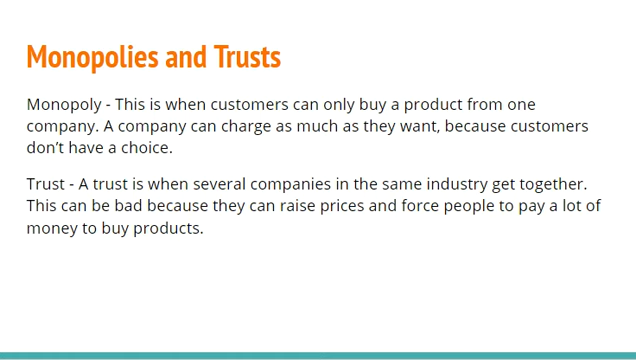 Monopolies and Trusts
Monopoly - This is when customers can only buy a product from one
company. A company can charge as much as they want, because customers
don’t have a choice.
Trust - A trust is when several companies in the same industry get together.
This can be bad because they can raise prices and force people to pay a lot of
money to buy products.